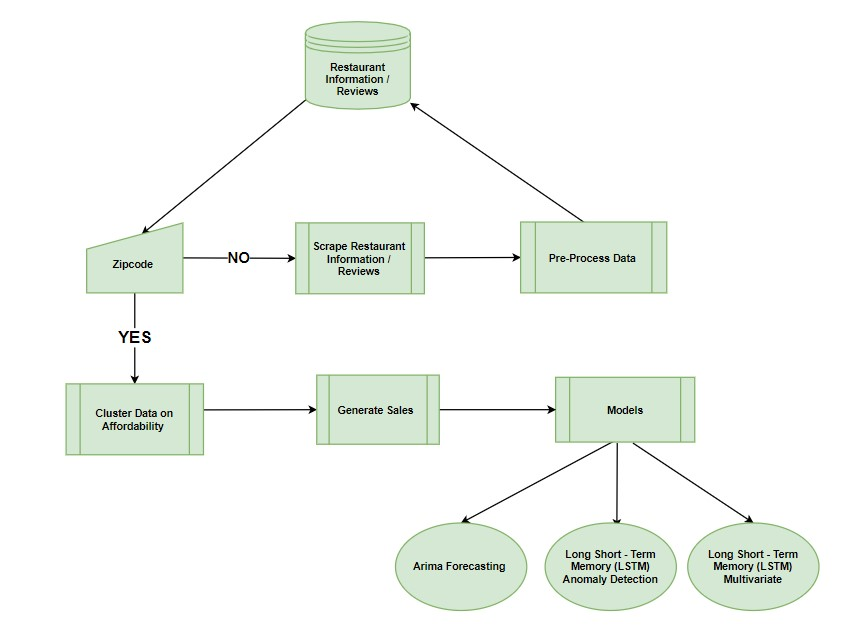 Restaurant
Information /
Reviews
Zipcode
NO
Scrape Restaurant
Information /
Reviews
Pre-Process Data
YES
Cluster Data on
Affordability
Generate Sales
Models
Arima Forecasting
Long Short - Term
Memory (LSTM)
Anomaly Detection
Long Short - Term
Memory (LSTM)
Multivariate